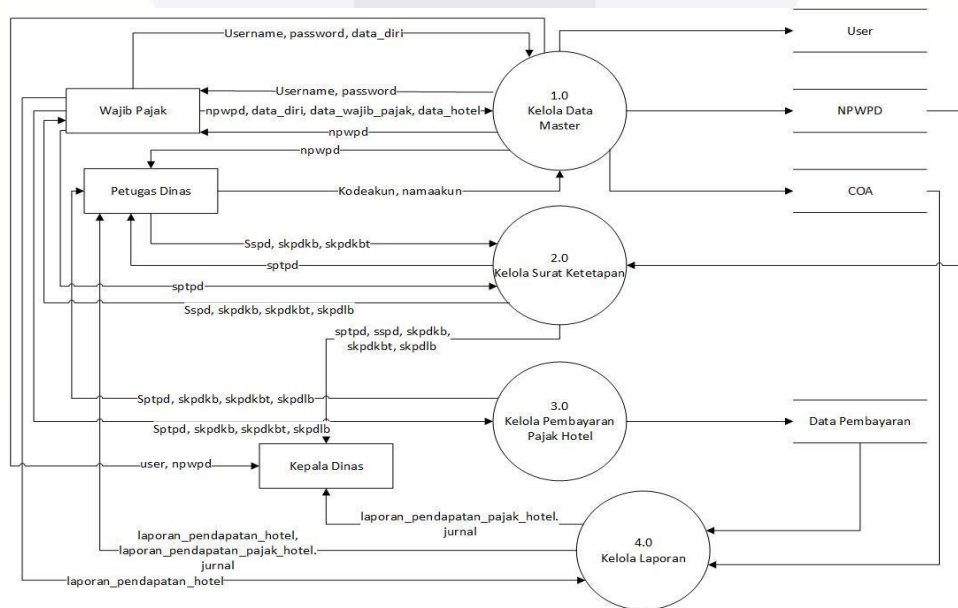 Username, password, data_diri
User
Username, password
Wajib Pajak
npwpd, data_diri, data_wajib_pajak, data_hotel
1.0
Kelola Data
Master
NPWPD
npwpd
npwpd
Petugas Dinas
Kodeakun, namaakun
COA
Sspd, skpdkb, skpdkbt
2.0
Kelola Surat Ketetapan
sptpd
sptpd
Sspd, skpdkb, skpdkbt, skpdlb
sptpd, sspd, skpdkb,
skpdkbt, skpdlb
Sptpd, skpdkb, skpdkbt, skpdlb
3.0
Kelola Pembayaran
Pajak Hotel
Data Pembayaran
Sptpd, skpdkb, skpdkbt, skpdlb
user, npwpd
Kepala Dinas
laporan_pendapatan_pajak_hotel.
jurnal
laporan_pendapatan_hotel,
laporan_pendapatan_pajak_hotel.
jurnal
4.0
Kelola Laporan
laporan_pendapatan_hotel